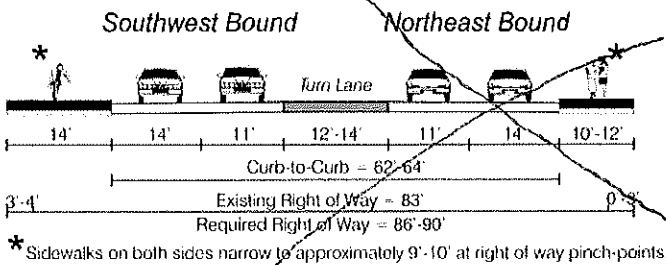 Southwest Bound Northeast Bound
* *
Turn Lane
14' 14' 11' 12'-14' 11' 14' 10'-12'
Curb-to-Curb = 62'-64'
3'-4' Existing Right of Way = 83' 0'-3'
Required Right of Way = 86'-90'
* Sidewalks on both sides narrow to approximately 9'-10' at right of way pinch-points